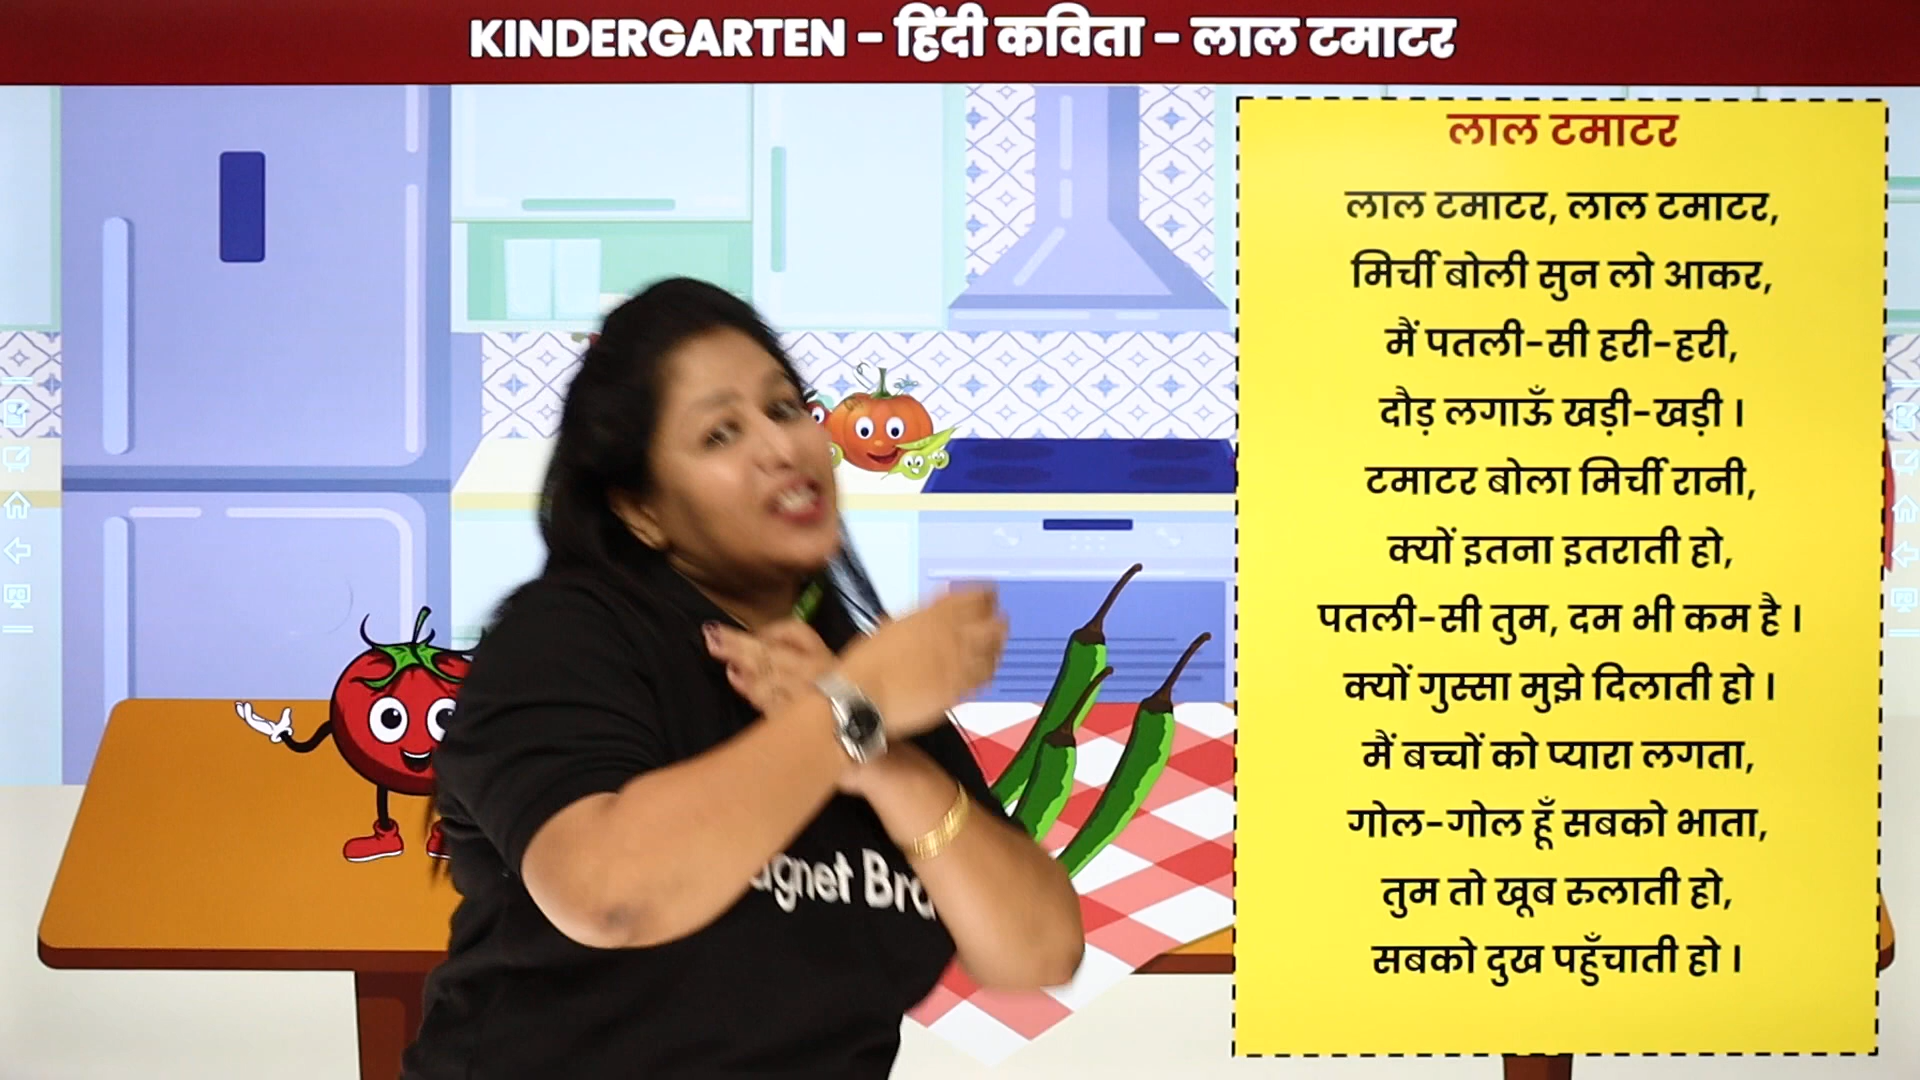 KINDERGARTEN - हिंदी कविता - लाल टमाटर
लाल टमाटर
लाल टमाटर, लाल टमाटर,
मिर्ची बोली सुन लो आकर,
मैं पतली-सी हरी-हरी,
दौड़ लगाऊँ खड़ी-खड़ी ।
टमाटर बोला मिर्ची रानी,
क्यों इतना इतराती हो,
पतली-सी तुम, दम भी कम है ।
क्यों गुस्सा मुझे दिलाती हो ।
मैं बच्चों को प्यारा लगता,
गोल-गोल हूँ सबको भाता,
तुम तो खूब रुलाती हो,
सबको दुख पहुँचाती हो ।